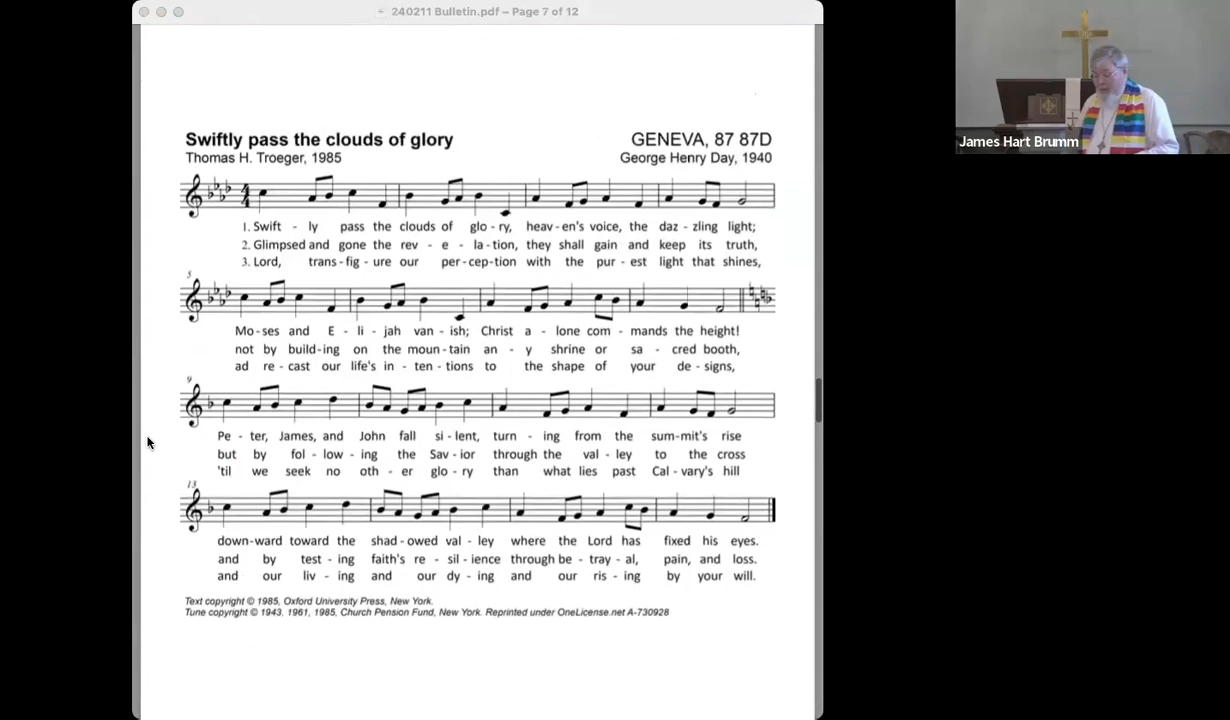 240211 Bulletin.pdf – Page 7 of 12
James Hart Brumm
Swiftly pass the clouds of glory GENEVA, 87 87D
Thomas H. Troeger, 1985 George Henry Day, 1940
4
4
1. Swift - ly pass the clouds of glo - ry, heav - en's voice, the daz - zling light;
2. Glimpsed and gone the rev - e - la - tion, they shall gain and keep its truth,
3. Lord, trans - fig - ure our per - cep - tion with the pur - est light that shines,
5
Mo - ses and E - li - jah van - ish; Christ a - lone com - mands the height!
not by build - ing on the moun - tain an - y shrine or sa - cred booth,
ad re - cast our life's in - ten - tions to the shape of your de - signs,
9
Pe - ter, James, and John fall si - lent, turn - ing from the sum - mit's rise
but by fol - low - ing the Sav - ior through the val - ley to the cross
'til we seek no oth - er glo - ry than what lies past Cal - vary's hill
13
down - ward toward the shad - owed val - ley where the Lord has fixed his eyes.
and by test - ing faith's re - sil - ience through be - tray - al, pain, and loss.
and our liv - ing and our dy - ing and our ris - ing by your will.
Text copyright © 1985, Oxford University Press, New York.
Tune copyright © 1943, 1961, 1985, Church Pension Fund, New York. Reprinted under OneLicense.net A-730928